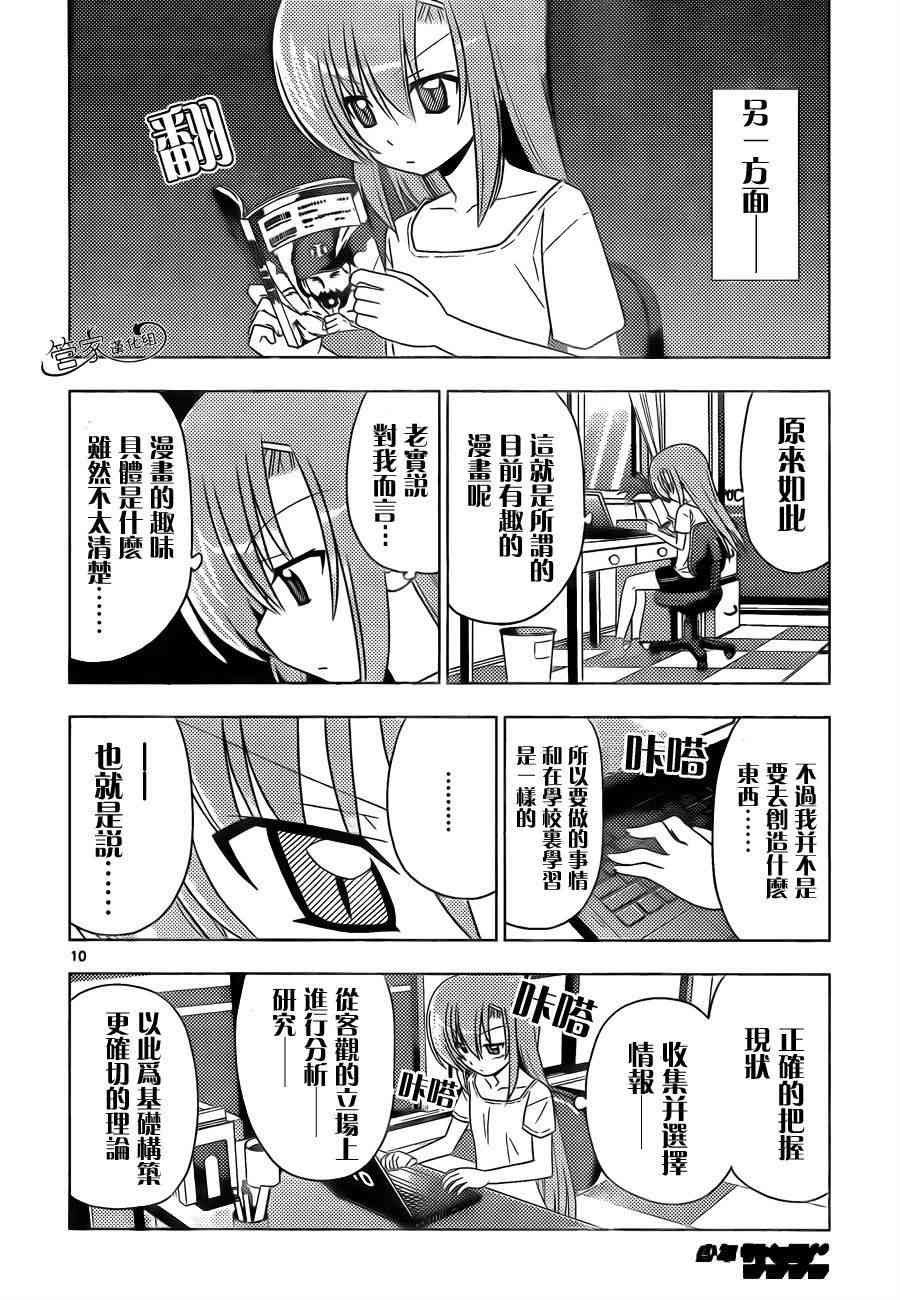 另一方面——
翻
管家漢化組
原來如此
這就是所謂的
目前有趣的
漫畫呢
老實說
對我而言…
漫畫的趣味
具體是什麼
雖然不太清楚……
不過我并不是
要去創造什麼
東西……
咔嗒
所以要做的事情
和在學校裏學習
是一樣的
……
——
也就是說……
10
正確的把握
現狀
收集并選擇
情報——
咔嗒
咔嗒
從客觀的立場上
進行分析——
研究——
以此爲基礎構築
更確切的理論